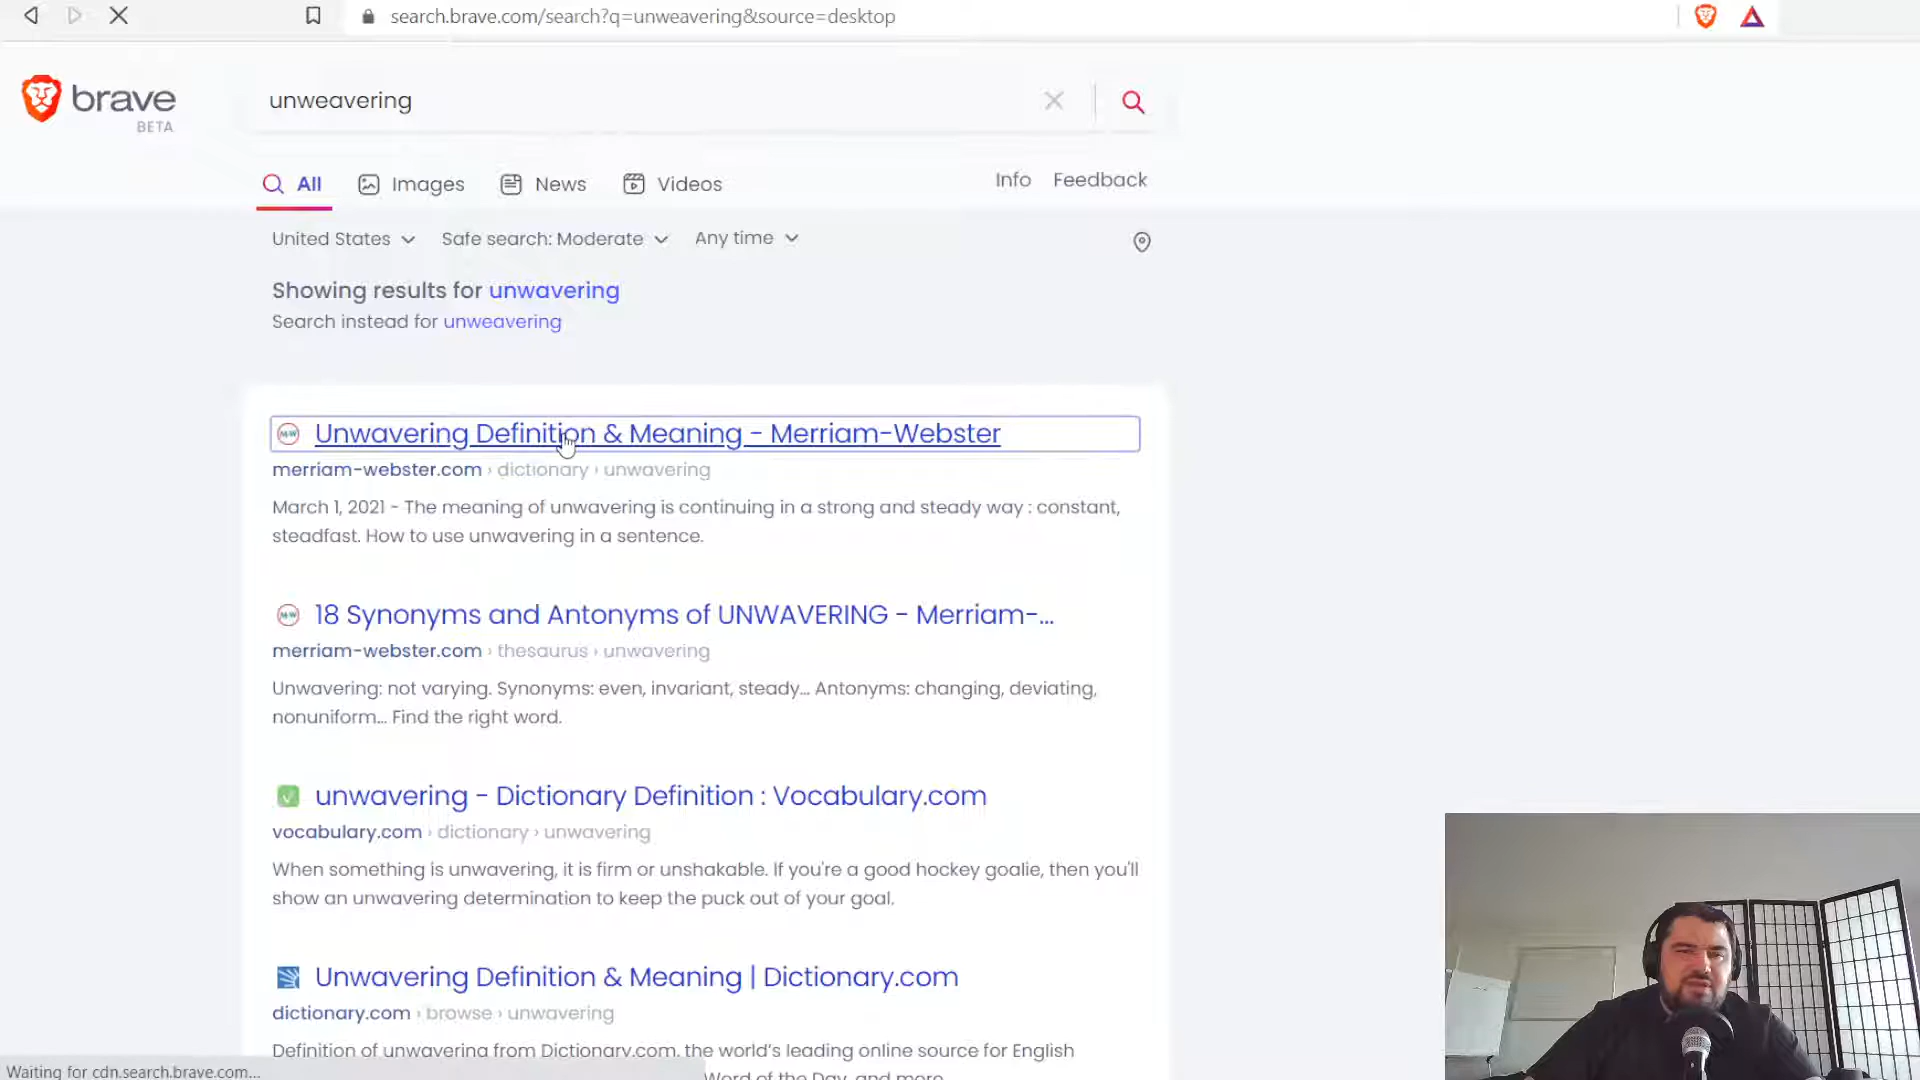 search.brave.com/search?q=unweavering&source=desktop
brave
BETA
unweavering
All
Images
News
Videos
Info
Feedback
United States
Safe search: Moderate
Any time
Showing results for unwavering
Search instead for unweavering
Unwavering Definition & Meaning - Merriam-Webster
merriam-webster.com › dictionary › unwavering
March 1, 2021 - The meaning of unwavering is continuing in a strong and steady way : constant,
steadfast. How to use unwavering in a sentence.
18 Synonyms and Antonyms of UNWAVERING - Merriam-...
merriam-webster.com › thesaurus › unwavering
Unwavering: not varying. Synonyms: even, invariant, steady... Antonyms: changing, deviating,
nonuniform... Find the right word.
unwavering - Dictionary Definition : Vocabulary.com
vocabulary.com › dictionary › unwavering
When something is unwavering, it is firm or unshakable. If you're a good hockey goalie, then you'll
show an unwavering determination to keep the puck out of your goal.
Unwavering Definition & Meaning | Dictionary.com
dictionary.com › browse › unwavering
Definition of unwavering from Dictionary.com, the world's leading online source for English
Word of the Day, and more.
Waiting for cdn.search.brave.com...